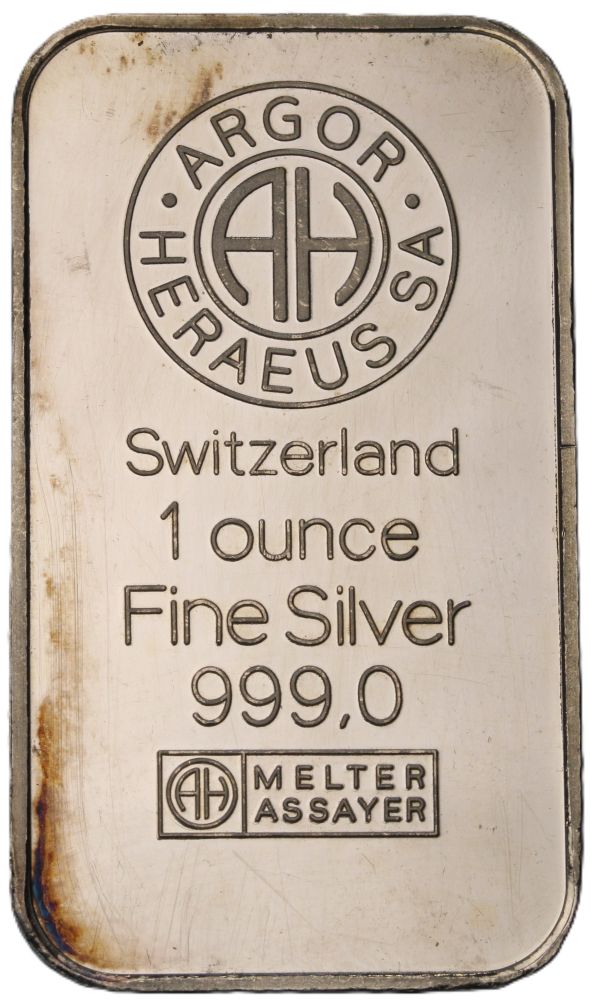 • ARGOR •
HERAEUS SA
AH
Switzerland
1 ounce
Fine Silver
999,0
AH
MELTER
ASSAYER